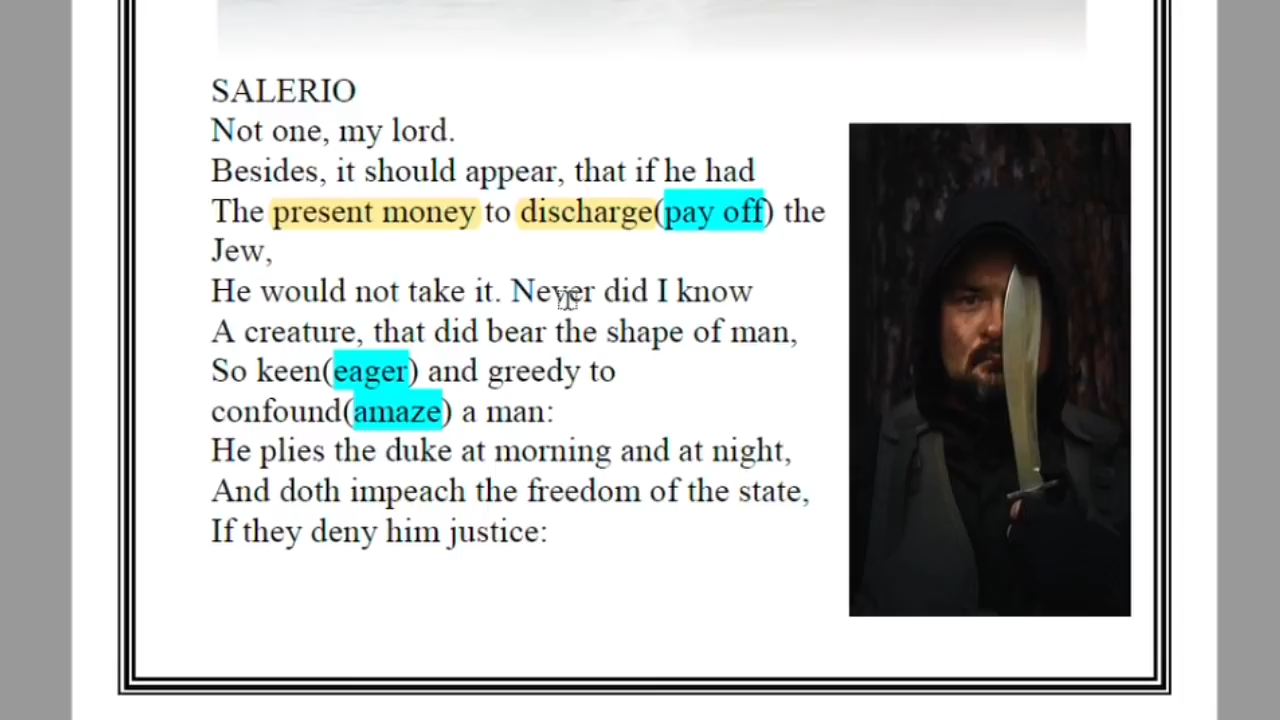 SALERIO
Not one, my lord.
Besides, it should appear, that if he had
The present money to discharge(pay off) the
Jew,
He would not take it. Never did I know
A creature, that did bear the shape of man,
So keen(eager) and greedy to
confound(amaze) a man:
He plies the duke at morning and at night,
And doth impeach the freedom of the state,
If they deny him justice: